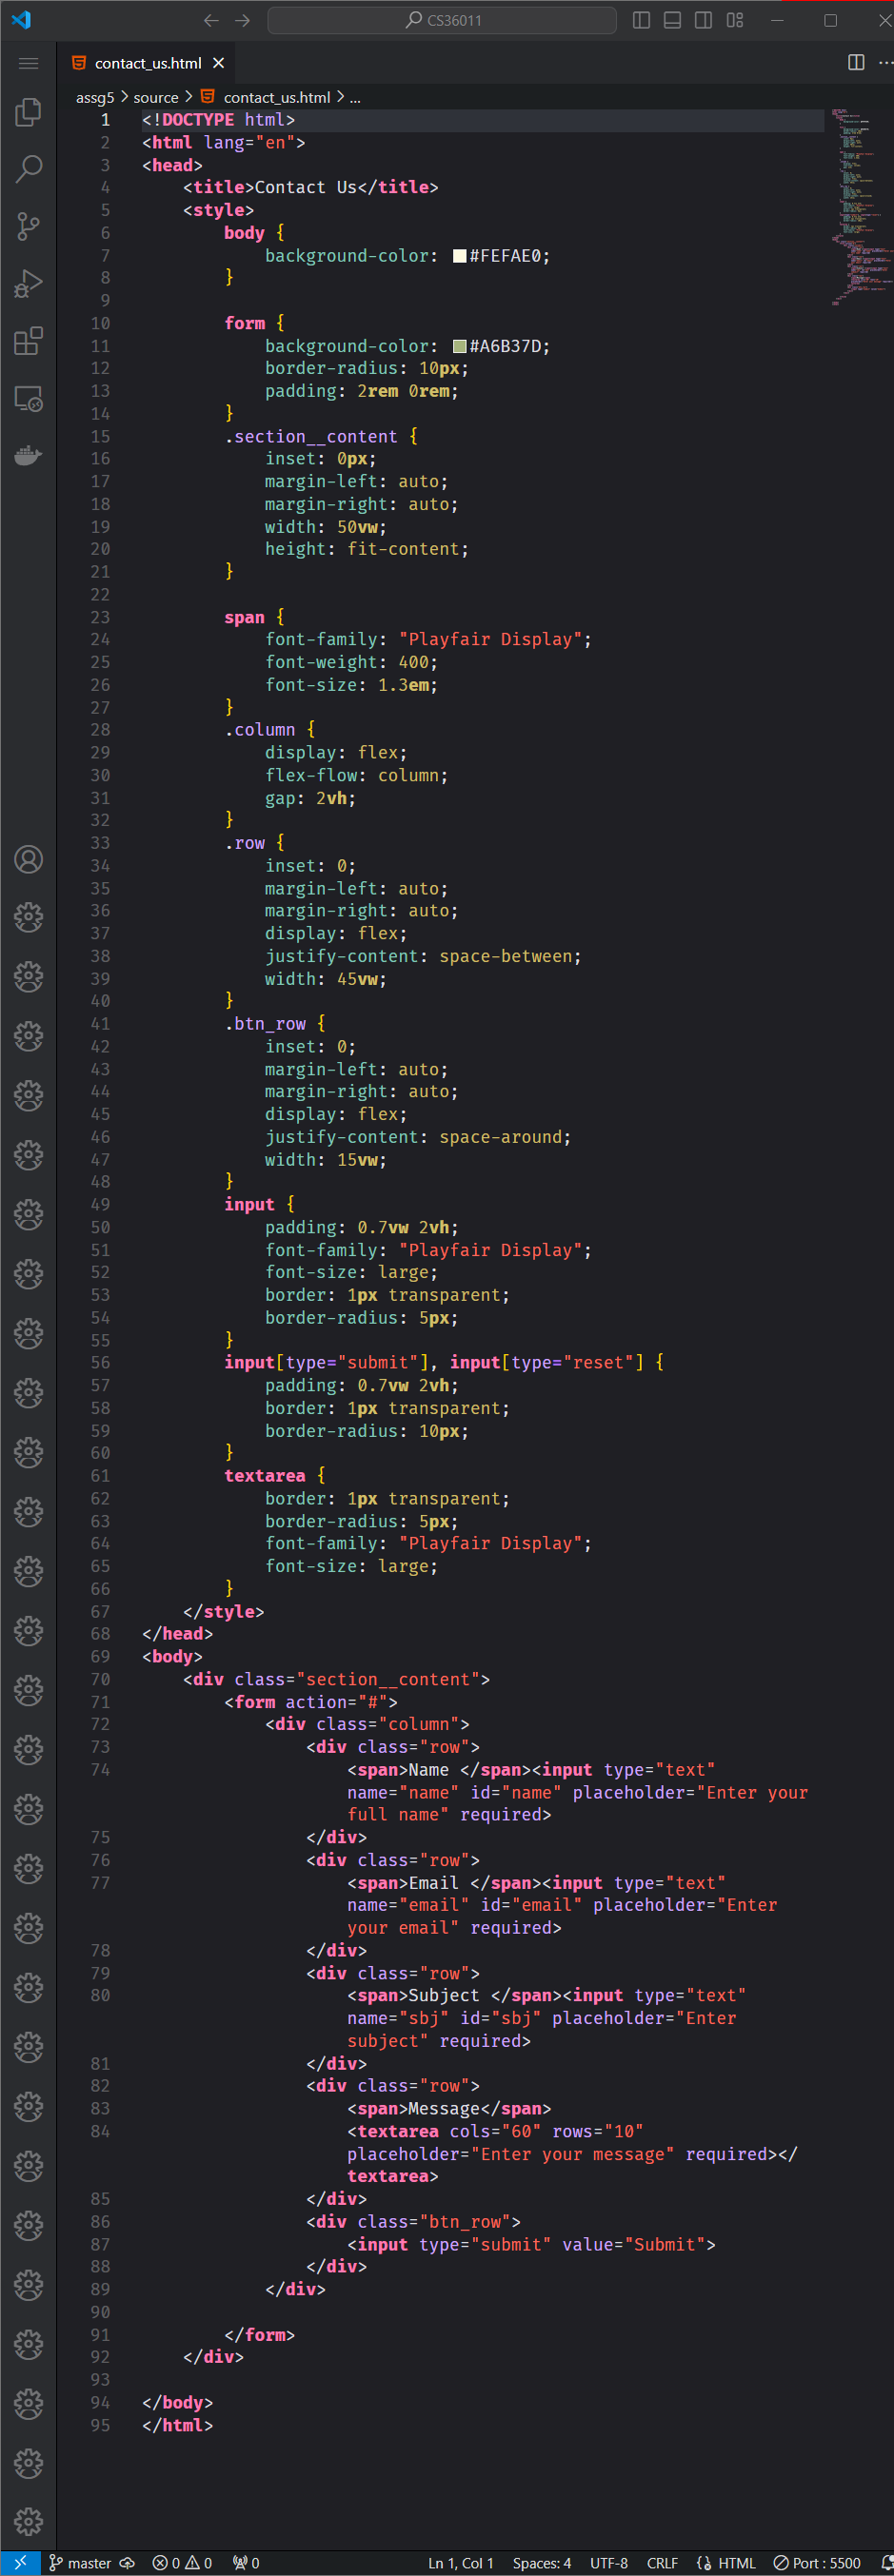 CS36011
contact_us.html
assg5 > source > contact_us.html > ...
1 <!DOCTYPE html>
2 <html lang="en">
3 <head>
4     <title>Contact Us</title>
5     <style>
6         body {
7             background-color: #FEFAE0;
8         }
9
10         form {
11             background-color: #A6B37D;
12             border-radius: 10px;
13             padding: 2rem 0rem;
14         }
15         .section__content {
16             inset: 0px;
17             margin-left: auto;
18             margin-right: auto;
19             width: 50vw;
20             height: fit-content;
21         }
22
23         span {
24             font-family: "Playfair Display";
25             font-weight: 400;
26             font-size: 1.3em;
27         }
28         .column {
29             display: flex;
30             flex-flow: column;
31             gap: 2vh;
32         }
33         .row {
34             inset: 0;
35             margin-left: auto;
36             margin-right: auto;
37             display: flex;
38             justify-content: space-between;
39             width: 45vw;
40         }
41         .btn_row {
42             inset: 0;
43             margin-left: auto;
44             margin-right: auto;
45             display: flex;
46             justify-content: space-around;
47             width: 15vw;
48         }
49         input {
50             padding: 0.7vw 2vh;
51             font-family: "Playfair Display";
52             font-size: large;
53             border: 1px transparent;
54             border-radius: 5px;
55         }
56         input[type="submit"], input[type="reset"] {
57             padding: 0.7vw 2vh;
58             border: 1px transparent;
59             border-radius: 10px;
60         }
61         textarea {
62             border: 1px transparent;
63             border-radius: 5px;
64             font-family: "Playfair Display";
65             font-size: large;
66         }
67     </style>
68 </head>
69 <body>
70     <div class="section__content">
71         <form action="#">
72             <div class="column">
73                 <div class="row">
74                     <span>Name </span><input type="text"
name="name" id="name" placeholder="Enter your
full name" required>
75                 </div>
76                 <div class="row">
77                     <span>Email </span><input type="text"
name="email" id="email" placeholder="Enter
your email" required>
78                 </div>
79                 <div class="row">
80                     <span>Subject </span><input type="text"
name="sbj" id="sbj" placeholder="Enter
subject" required>
81                 </div>
82                 <div class="row">
83                     <span>Message</span>
84                     <textarea cols="60" rows="10"
placeholder="Enter your message" required></
textarea>
85                 </div>
86                 <div class="btn_row">
87                     <input type="submit" value="Submit">
88                 </div>
89             </div>
90
91         </form>
92     </div>
93
94 </body>
95 </html>
master 0 0 0 Ln 1, Col 1 Spaces: 4 UTF-8 CRLF HTML Port : 5500